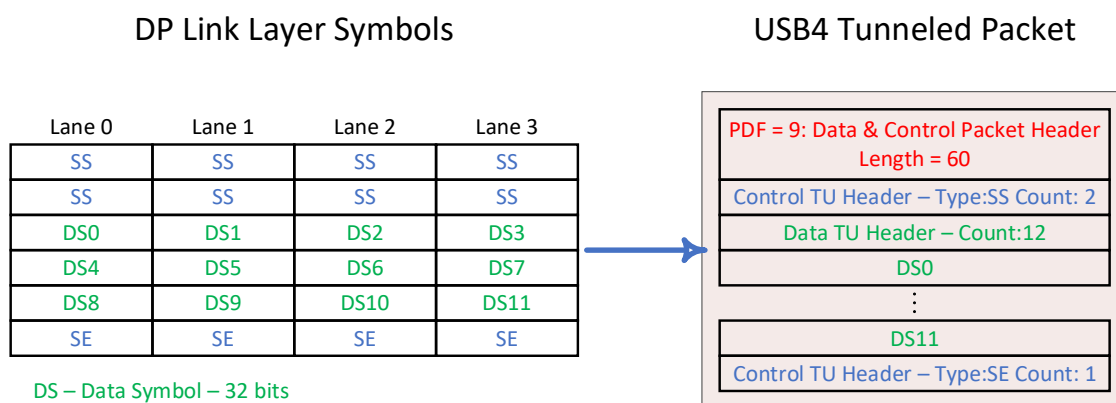 DP Link Layer Symbols
USB4 Tunneled Packet
Lane 0 Lane 1 Lane 2 Lane 3
SS SS SS SS
SS SS SS SS
DS0 DS1 DS2 DS3
DS4 DS5 DS6 DS7
DS8 DS9 DS10 DS11
SE SE SE SE
DS – Data Symbol – 32 bits
PDF = 9: Data & Control Packet Header
Length = 60
Control TU Header – Type:SS Count: 2
Data TU Header – Count:12
DS0
⋮
DS11
Control TU Header – Type:SE Count: 1